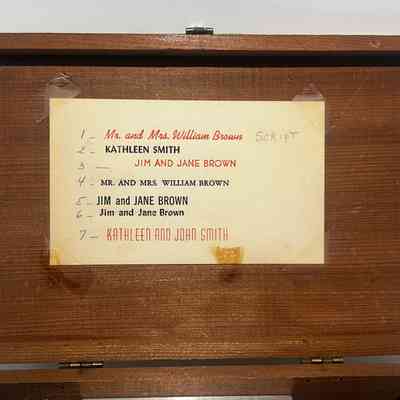 1 - Mr. and Mrs. William Brown SCRIPT
2 - KATHLEEN SMITH
3 - JIM AND JANE BROWN
4 - MR. AND MRS. WILLIAM BROWN
5 - JIM and JANE BROWN
6 - Jim and Jane Brown
7 - KATHLEEN AND JOHN SMITH